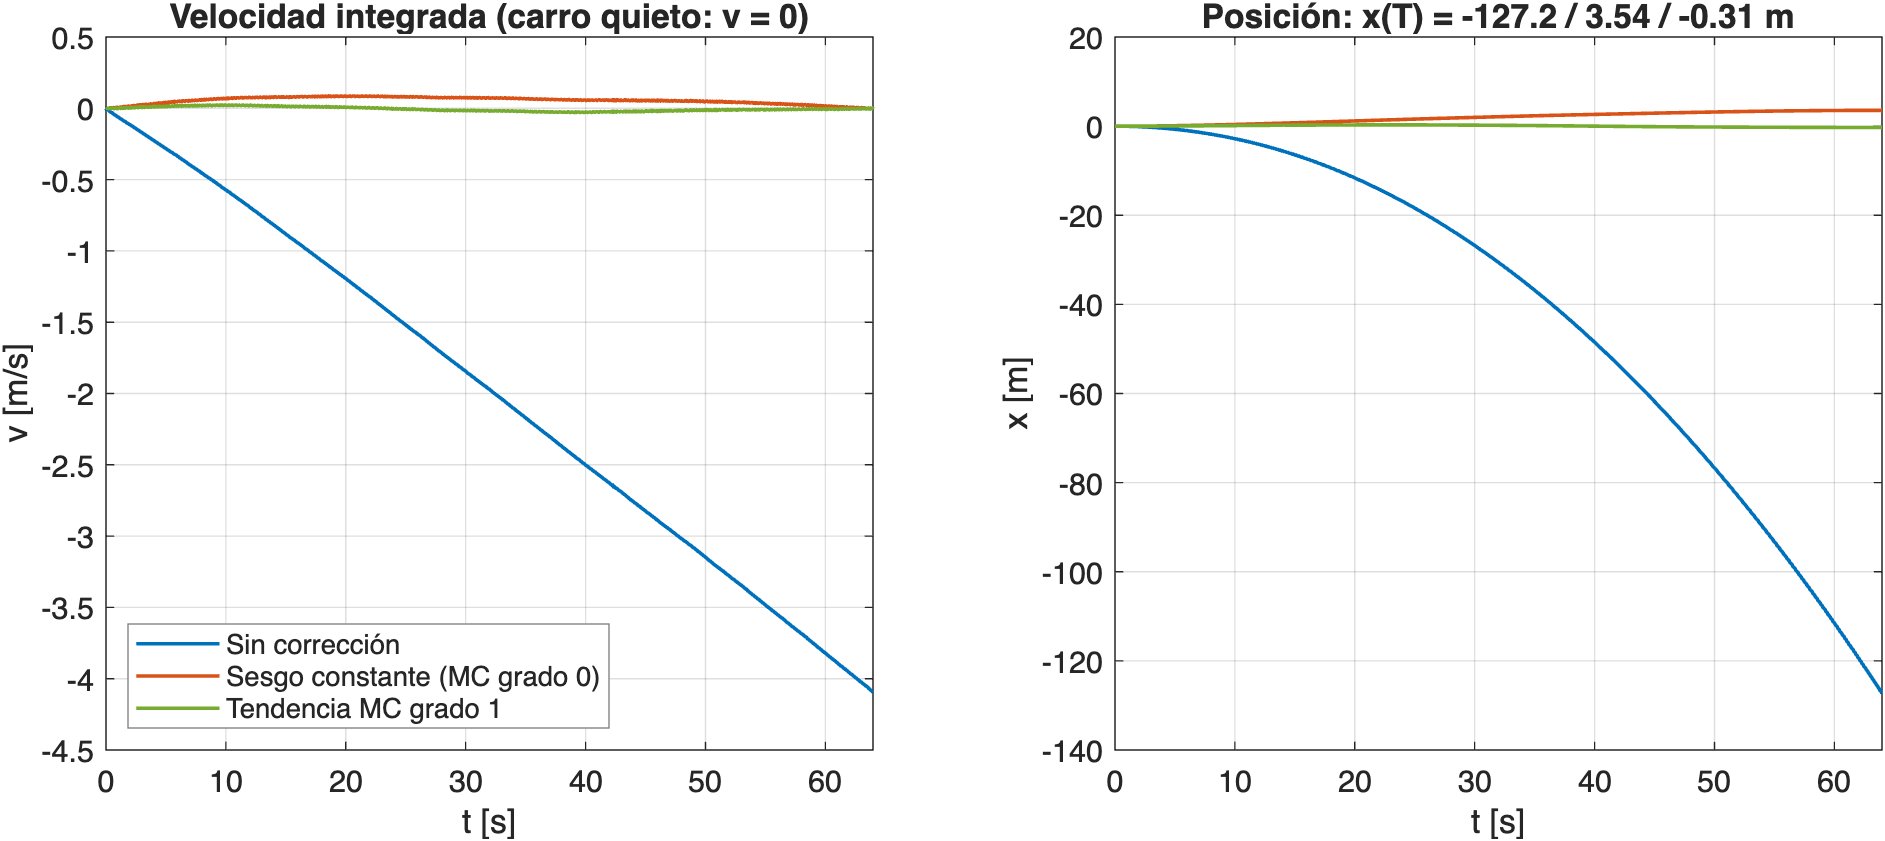 Velocidad integrada (carro quieto: v = 0)
0.5
0
-0.5
-1
-1.5
-2
-2.5
-3
-3.5
-4
-4.5
v [m/s]
Sin corrección
Sesgo constante (MC grado 0)
Tendencia MC grado 1
0 10 20 30 40 50 60
t [s]
Posición: x(T) = -127.2 / 3.54 / -0.31 m
20
0
-20
-40
-60
-80
-100
-120
-140
x [m]
0 10 20 30 40 50 60
t [s]